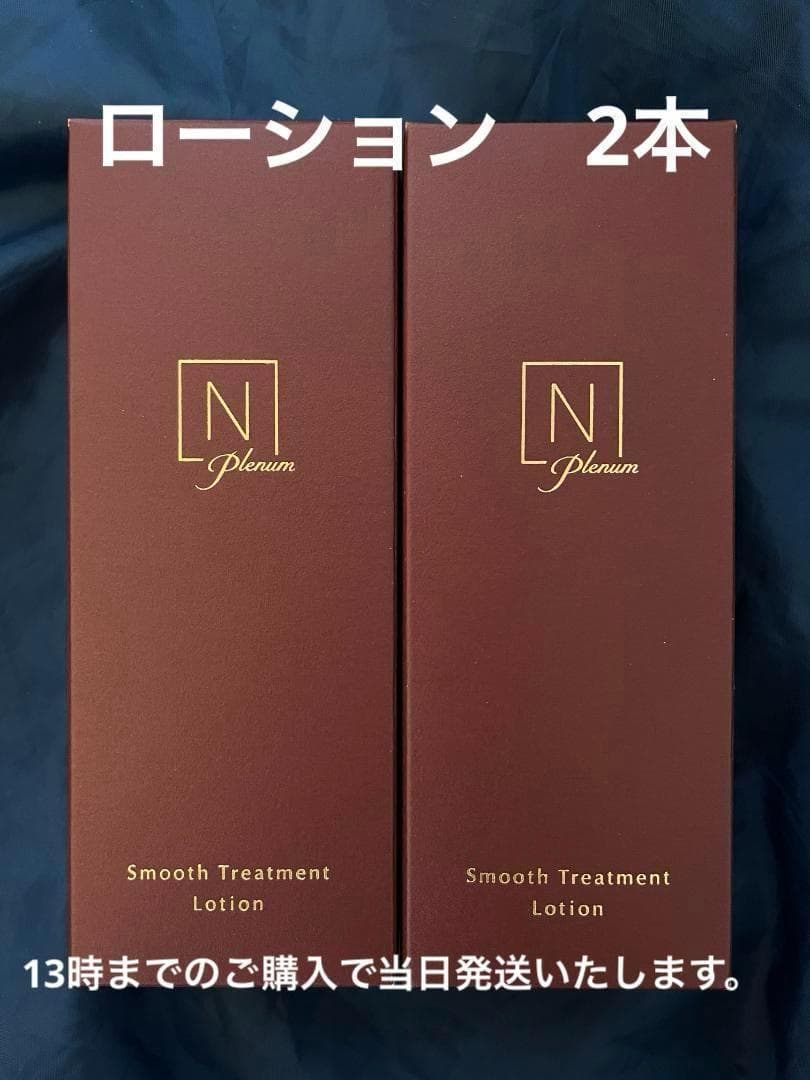 ローション　2本
N
Plenum
N
Plenum
Smooth Treatment
Lotion
Smooth Treatment
Lotion
13時までのご購入で当日発送いたします。